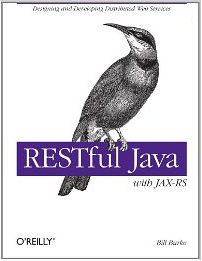 Designing and Developing Distributed Web Services
RESTful Java
with JAX-RS
O'REILLY®
Bill Burke